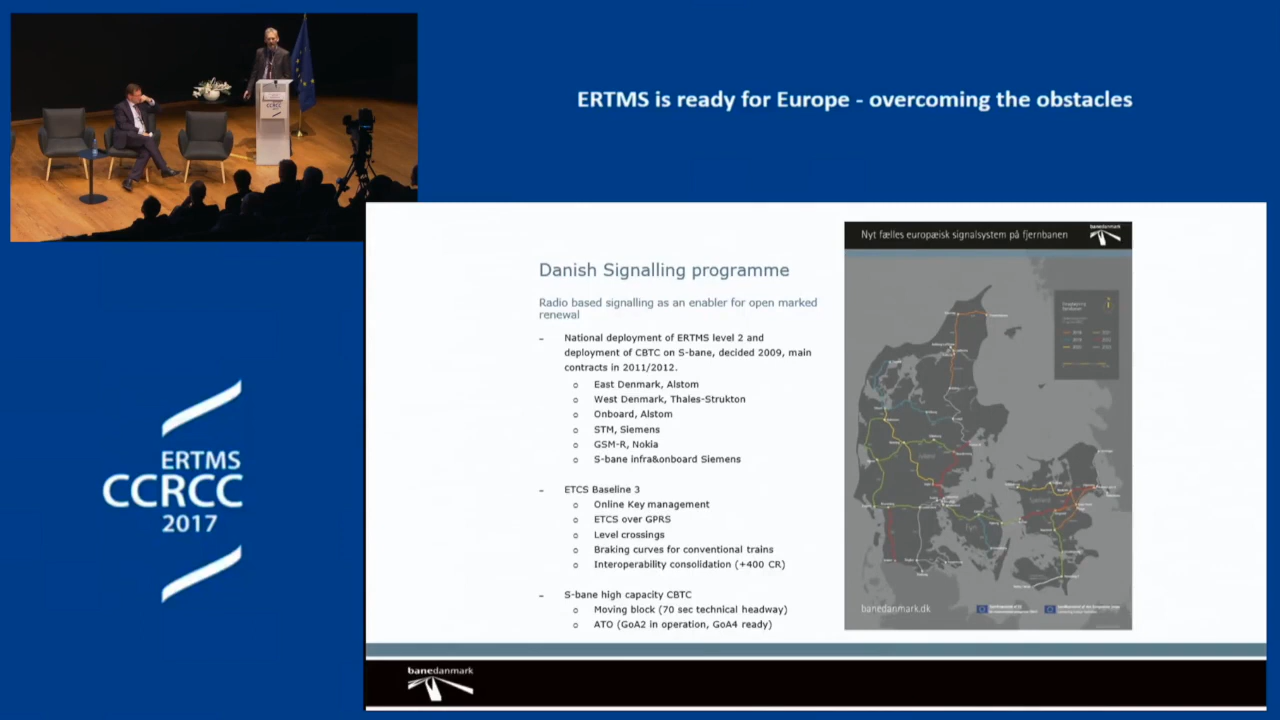 ERTMS is ready for Europe - overcoming the obstacles
CCRCC
2017
Danish Signalling programme
Radio based signalling as an enabler for open marked
renewal
- National deployment of ERTMS level 2 and
deployment of CBTC on S-bane, decided 2009, main
contracts in 2011/2012.
o East Denmark, Alstom
o West Denmark, Thales-Strukton
o Onboard, Alstom
o STM, Siemens
o GSM-R, Nokia
o S-bane infra&onboard Siemens
- ETCS Baseline 3
o Online Key management
o ETCS over GPRS
o Level crossings
o Braking curves for conventional trains
o Interoperability consolidation (+400 CR)
- S-bane high capacity CBTC
o Moving block (70 sec technical headway)
o ATO (GoA2 in operation, GoA4 ready)
Nyt fælles europæisk signalsystem på fjernbanen
banedanmark
banedanmark.dk
ERTMS
CCRCC
2017
banedanmark